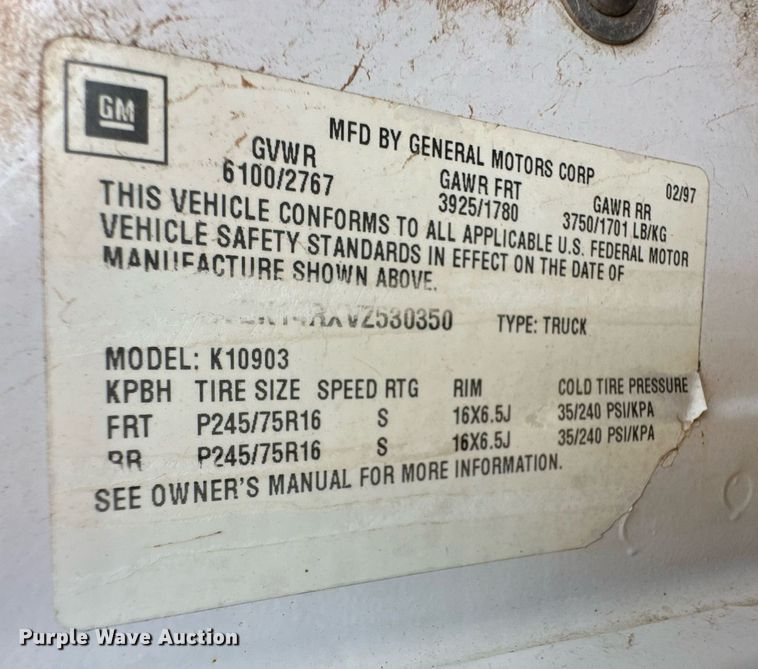 GM
MFD BY GENERAL MOTORS CORP 02/97
GVWR GAWR FRT GAWR RR
6100/2767 3925/1780 3750/1701 LB/KG
THIS VEHICLE CONFORMS TO ALL APPLICABLE U.S. FEDERAL MOTOR
VEHICLE SAFETY STANDARDS IN EFFECT ON THE DATE OF
MANUFACTURE SHOWN ABOVE.
TYPE: TRUCK
MODEL: K10903
KPBH TIRE SIZE SPEED RTG RIM COLD TIRE PRESSURE
FRT P245/75R16 S 16X6.5J 35/240 PSI/KPA
RR P245/75R16 S 16X6.5J 35/240 PSI/KPA
SEE OWNER'S MANUAL FOR MORE INFORMATION.
Purple Wave Auction